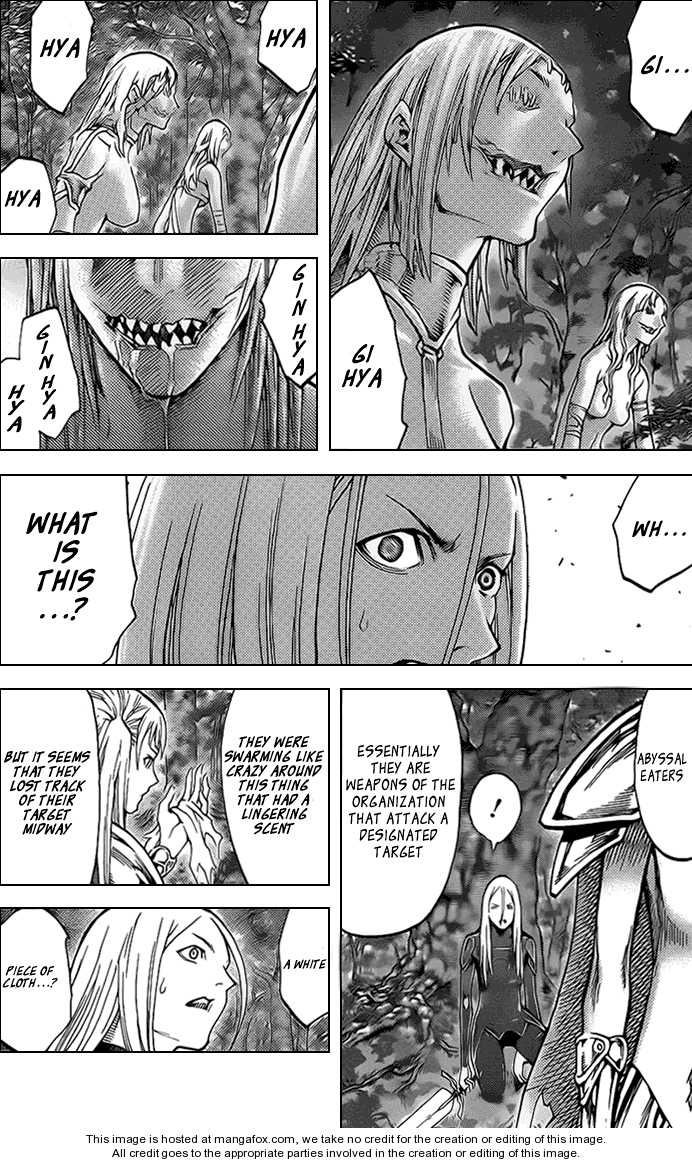 GI...
GI
HYA
HYA
HYA
HYA
GINHYA
GINHYA
HYA
WH...
WHAT
IS
THIS
...?
ABYSSAL
EATERS
ESSENTIALLY
THEY ARE
WEAPONS OF THE
ORGANIZATION
THAT ATTACK A
DESIGNATED
TARGET
!
THEY WERE
SWARMING LIKE
CRAZY AROUND
THIS THING
THAT HAD A
LINGERING
SCENT
BUT IT SEEMS
THAT THEY
LOST TRACK
OF THEIR
TARGET
MIDWAY
A WHITE
PIECE OF
CLOTH...?
This image is hosted at mangafox.com, we take no credit for the creation or editing of this image.
All credit goes to the appropriate parties involved in the creation or editing of this image.